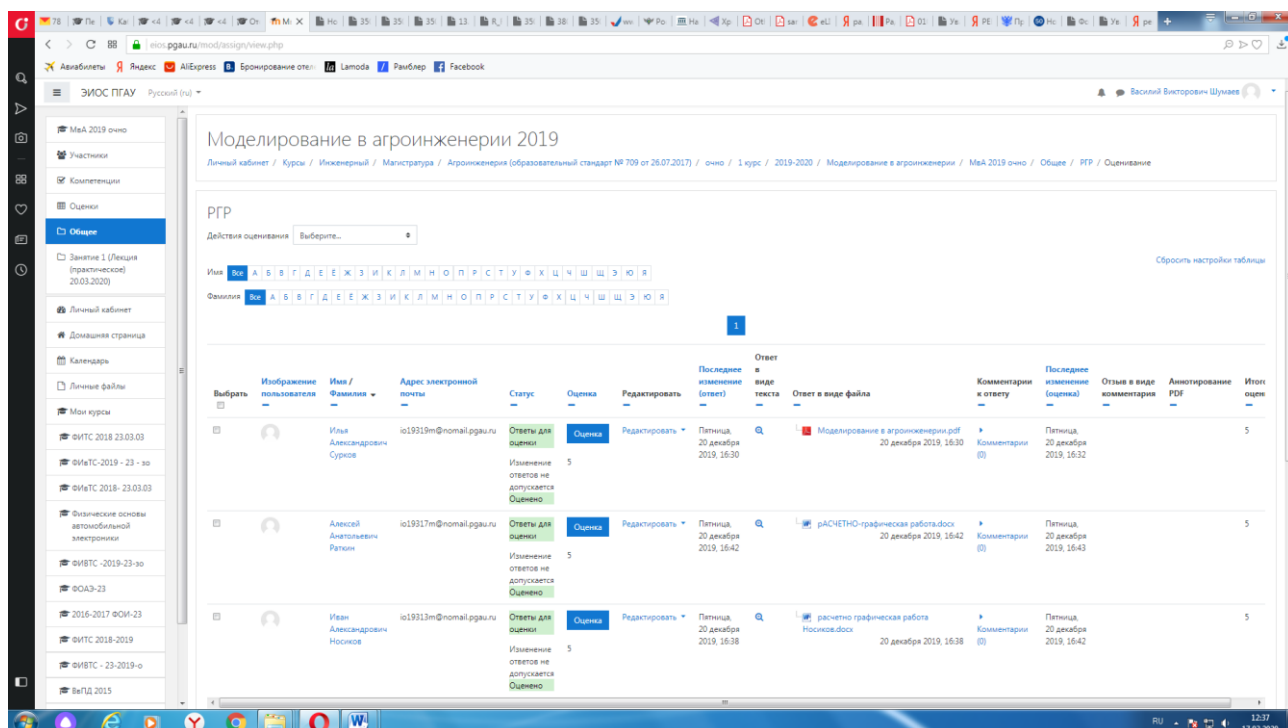 eios.pgau.ru/mod/assign/view.php
Авиабилеты Яндекс AliExpress Бронирование отел Lamoda Рамблер Facebook
ЭИОС ПГАУ Русский (ru)
Василий Викторович Шумаев
МвА 2019 очно
Участники
Компетенции
Оценки
Общее
Занятие 1 (Лекция
(практическое)
20.03.2020)
Личный кабинет
Домашняя страница
Календарь
Личные файлы
Мои курсы
ФИТС 2018 23.03.03
ФИвТС-2019 - 23 - зо
ФИвТС 2018- 23.03.03
Физические основы
автомобильной
электроники
ФИВТС -2019-23-зо
ФОАЭ-23
2016-2017 ФОИ-23
ФИТС 2018-2019
ФИВТС - 23-2019-о
ВвПД 2015
Моделирование в агроинженерии 2019
Личный кабинет / Курсы / Инженерный / Магистратура / Агроинженерия (образовательный стандарт № 709 от 26.07.2017) / очно / 1 курс / 2019-2020 / Моделирование в агроинженерии / МвА 2019 очно / Общее / РГР / Оценивание
РГР
Действия оценивания Выберите...
Сбросить настройки таблицы
Имя Все А Б В Г Д Е Ё Ж З И К Л М Н О П Р С Т У Ф Х Ц Ч Ш Щ Э Ю Я
Фамилия Все А Б В Г Д Е Ё Ж З И К Л М Н О П Р С Т У Ф Х Ц Ч Ш Щ Э Ю Я
1
Выбрать
Изображение
пользователя
Имя /
Фамилия
Адрес электронной
почты
Статус
Оценка
Редактировать
Последнее
изменение
(ответ)
Ответ
в
виде
текста
Ответ в виде файла
Комментарии
к ответу
Последнее
изменение
(оценка)
Отзыв в виде
комментария
Аннотирование
PDF
Итого
оцен
Илья
Александрович
Сурков
io19319m@nomail.pgau.ru
Ответы для
оценки
Изменение
ответов не
допускается
Оценено
Оценка
5
Редактировать
Пятница,
20 декабря
2019, 16:30
Моделирование в агроинженерии.pdf
20 декабря 2019, 16:30
Комментарии
(0)
Пятница,
20 декабря
2019, 16:32
5
Алексей
Анатольевич
Раткин
io19317m@nomail.pgau.ru
Ответы для
оценки
Изменение
ответов не
допускается
Оценено
Оценка
5
Редактировать
Пятница,
20 декабря
2019, 16:42
рАСЧЕТНО-графическая работа.docx
20 декабря 2019, 16:42
Комментарии
(0)
Пятница,
20 декабря
2019, 16:43
5
Иван
Александрович
Носиков
io19313m@nomail.pgau.ru
Ответы для
оценки
Изменение
ответов не
допускается
Оценено
Оценка
5
Редактировать
Пятница,
20 декабря
2019, 16:38
расчетно графическая работа
Носиков.docx
20 декабря 2019, 16:38
Комментарии
(0)
Пятница,
20 декабря
2019, 16:42
5
RU
12:37